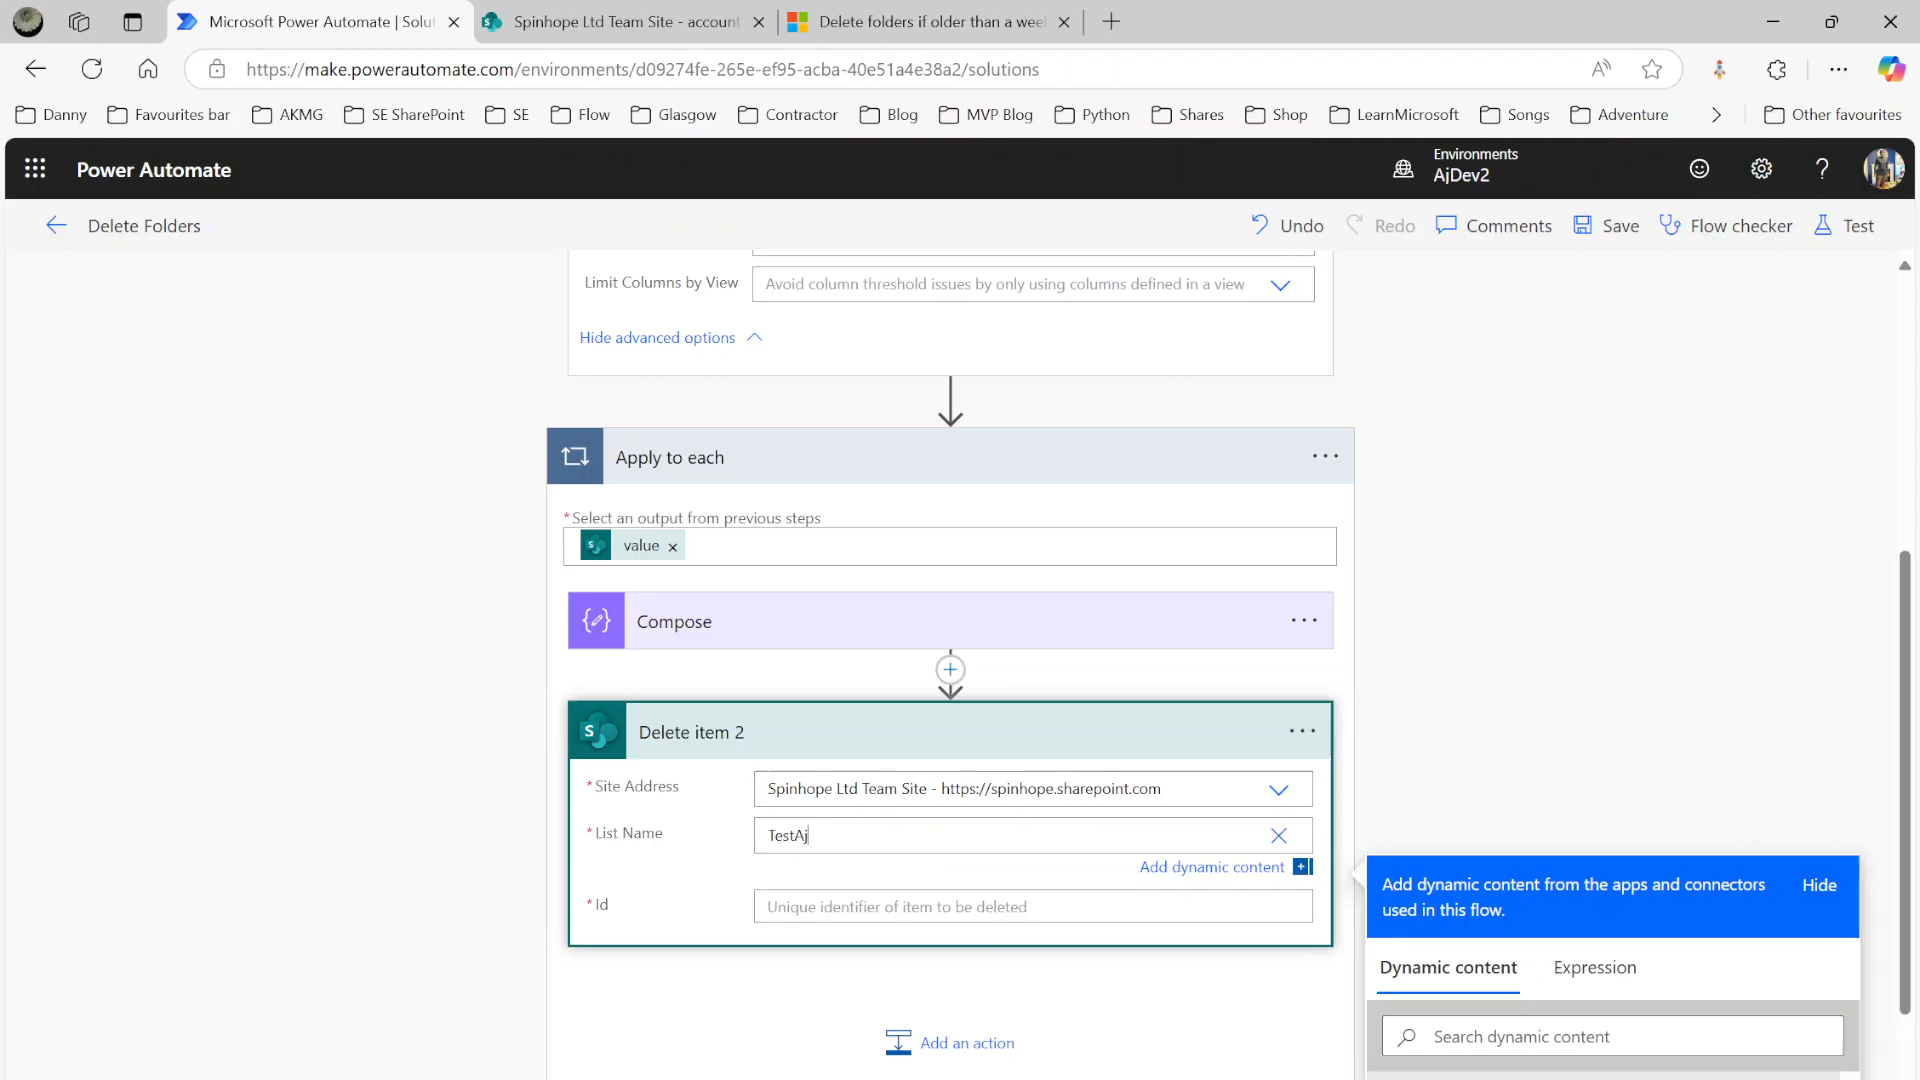 Microsoft Power Automate | Solut
Spinhope Ltd Team Site - account
Delete folders if older than a wee
https://make.powerautomate.com/environments/d09274fe-265e-ef95-acba-40e51a4e38a2/solutions
Danny Favourites bar AKMG SE SharePoint SE Flow Glasgow Contractor Blog MVP Blog Python Shares Shop LearnMicrosoft Songs Adventure Other favourites
Power Automate
Environments
AjDev2
Delete Folders
Undo Redo Comments Save Flow checker Test
Limit Columns by View
Avoid column threshold issues by only using columns defined in a view
Hide advanced options
Apply to each
* Select an output from previous steps
S value ×
Compose
S Delete item 2
* Site Address
Spinhope Ltd Team Site - https://spinhope.sharepoint.com
* List Name
TestAj
Add dynamic content
* Id
Unique identifier of item to be deleted
Add an action
Add dynamic content from the apps and connectors
used in this flow.
Hide
Dynamic content
Expression
Search dynamic content